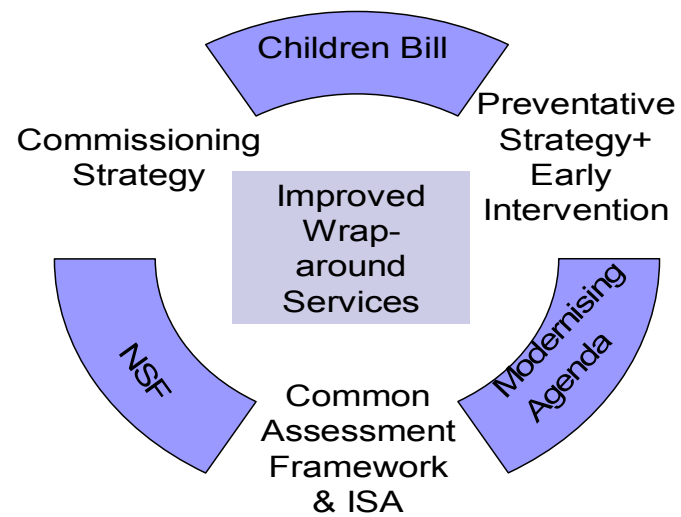 Children Bill
Preventative
Strategy+
Early
Intervention
Commissioning
Strategy
Improved
Wrap-
around
Services
Modernising
Agenda
NSF
Common
Assessment
Framework
& ISA